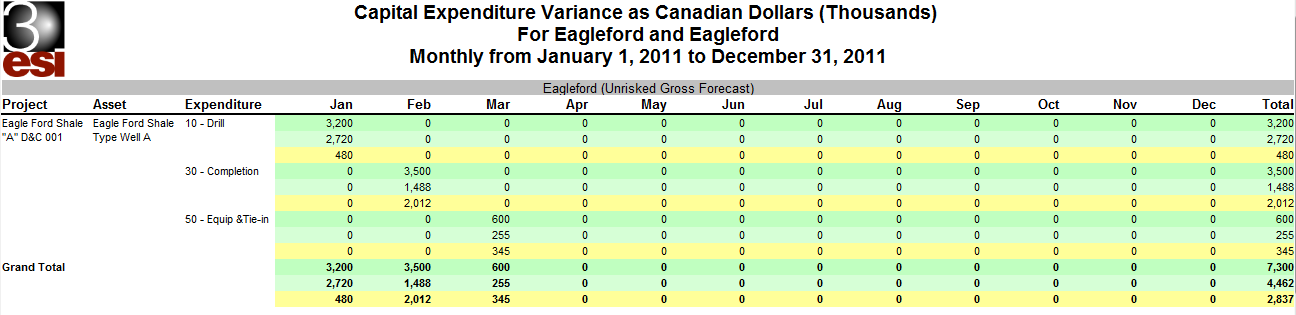 3
esi
Capital Expenditure Variance as Canadian Dollars (Thousands)
For Eagleford and Eagleford
Monthly from January 1, 2011 to December 31, 2011
Eagleford (Unrisked Gross Forecast)
Project Asset Expenditure Jan Feb Mar Apr May Jun Jul Aug Sep Oct Nov Dec Total
Eagle Ford Shale Eagle Ford Shale 10 - Drill 3,200 0 0 0 0 0 0 0 0 0 0 0 3,200
"A" D&C 001 Type Well A 2,720 0 0 0 0 0 0 0 0 0 0 0 2,720
480 0 0 0 0 0 0 0 0 0 0 0 480
30 - Completion 0 3,500 0 0 0 0 0 0 0 0 0 0 3,500
0 1,488 0 0 0 0 0 0 0 0 0 0 1,488
0 2,012 0 0 0 0 0 0 0 0 0 0 2,012
50 - Equip &Tie-in 0 0 600 0 0 0 0 0 0 0 0 0 600
0 0 255 0 0 0 0 0 0 0 0 0 255
0 0 345 0 0 0 0 0 0 0 0 0 345
Grand Total 3,200 3,500 600 0 0 0 0 0 0 0 0 0 7,300
2,720 1,488 255 0 0 0 0 0 0 0 0 0 4,462
480 2,012 345 0 0 0 0 0 0 0 0 0 2,837